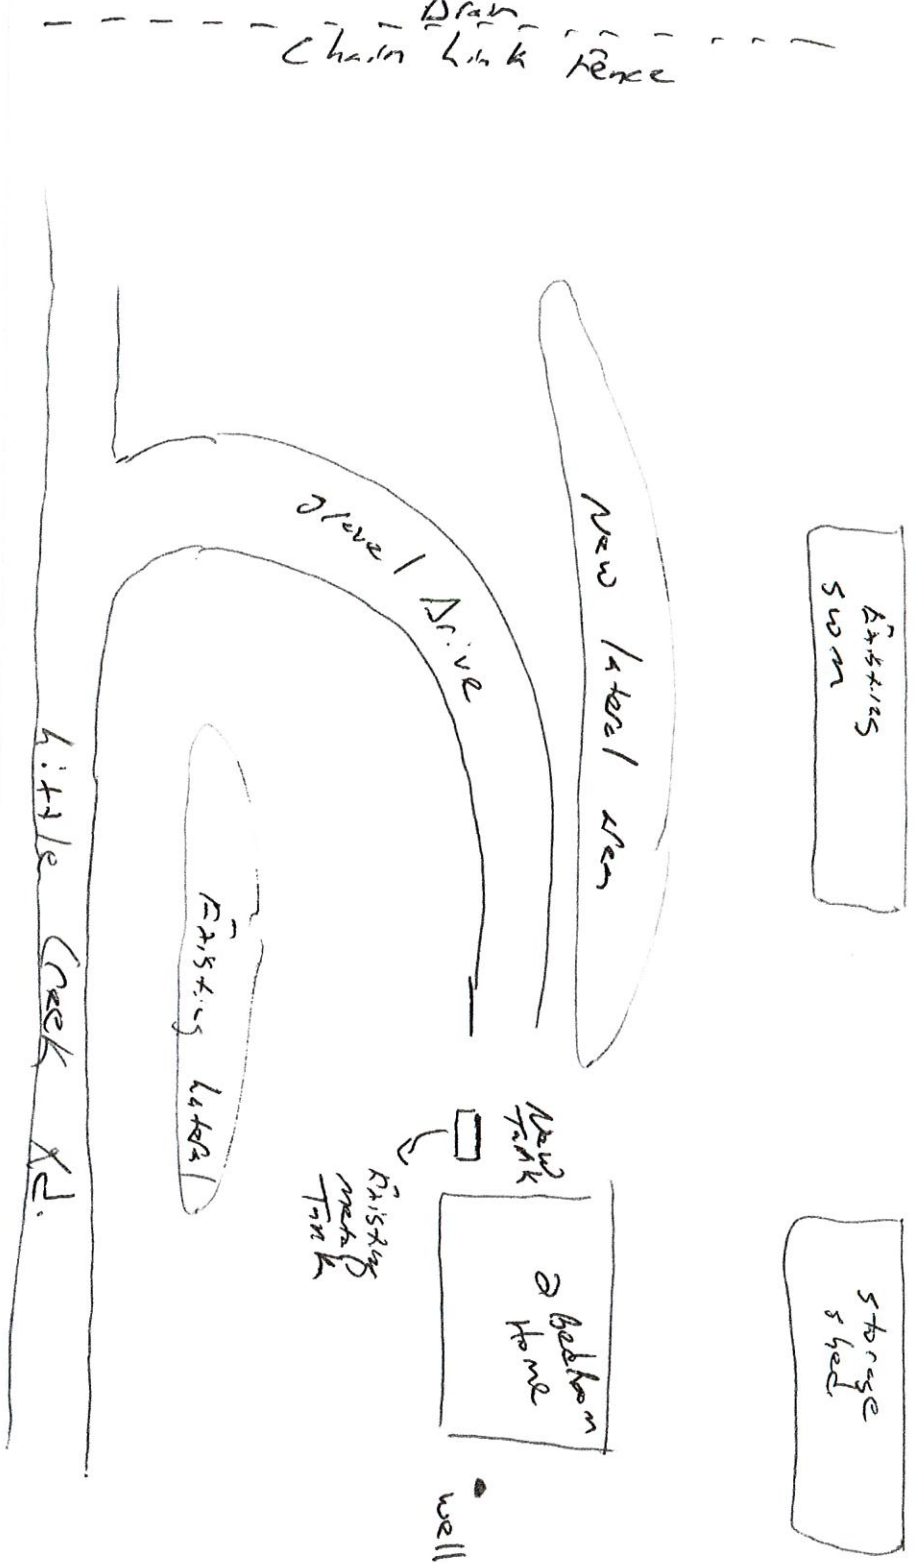 Drain
Chain Link Fence
New lateral Area
gravel Drive
Existing
Existing Lateral
Little Creek Rd.
New
Tank
Existing
metal
Tank
2 Bedroom
Home
Storage
shed
well